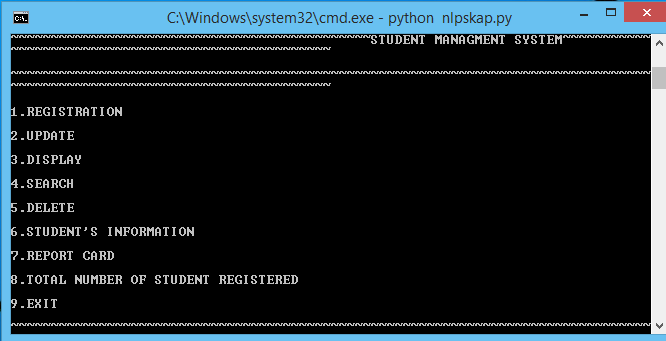 C:\Windows\system32\cmd.exe - python nlpskap.py
~~~~~~~~~~~~~~~~~~~~~~~~~~~~~~~~~~~~~~~~~~~~~STUDENT MANAGMENT SYSTEM~~~~~~~~~~~
~~~~~~~~~~~~~~~~~~~~~~~~~~~~~~~~~~~~~~~~
~~~~~~~~~~~~~~~~~~~~~~~~~~~~~~~~~~~~~~~~~~~~~~~~~~~~~~~~~~~~~~~~~~~~~~~~~~~~~~~~
~~~~~~~~~~~~~~~~~~~~~~~~~~~~~~~~~~~~~~~~
1.REGISTRATION
2.UPDATE
3.DISPLAY
4.SEARCH
5.DELETE
6.STUDENT'S INFORMATION
7.REPORT CARD
8.TOTAL NUMBER OF STUDENT REGISTERED
9.EXIT
~~~~~~~~~~~~~~~~~~~~~~~~~~~~~~~~~~~~~~~~~~~~~~~~~~~~~~~~~~~~~~~~~~~~~~~~~~~~~~~~